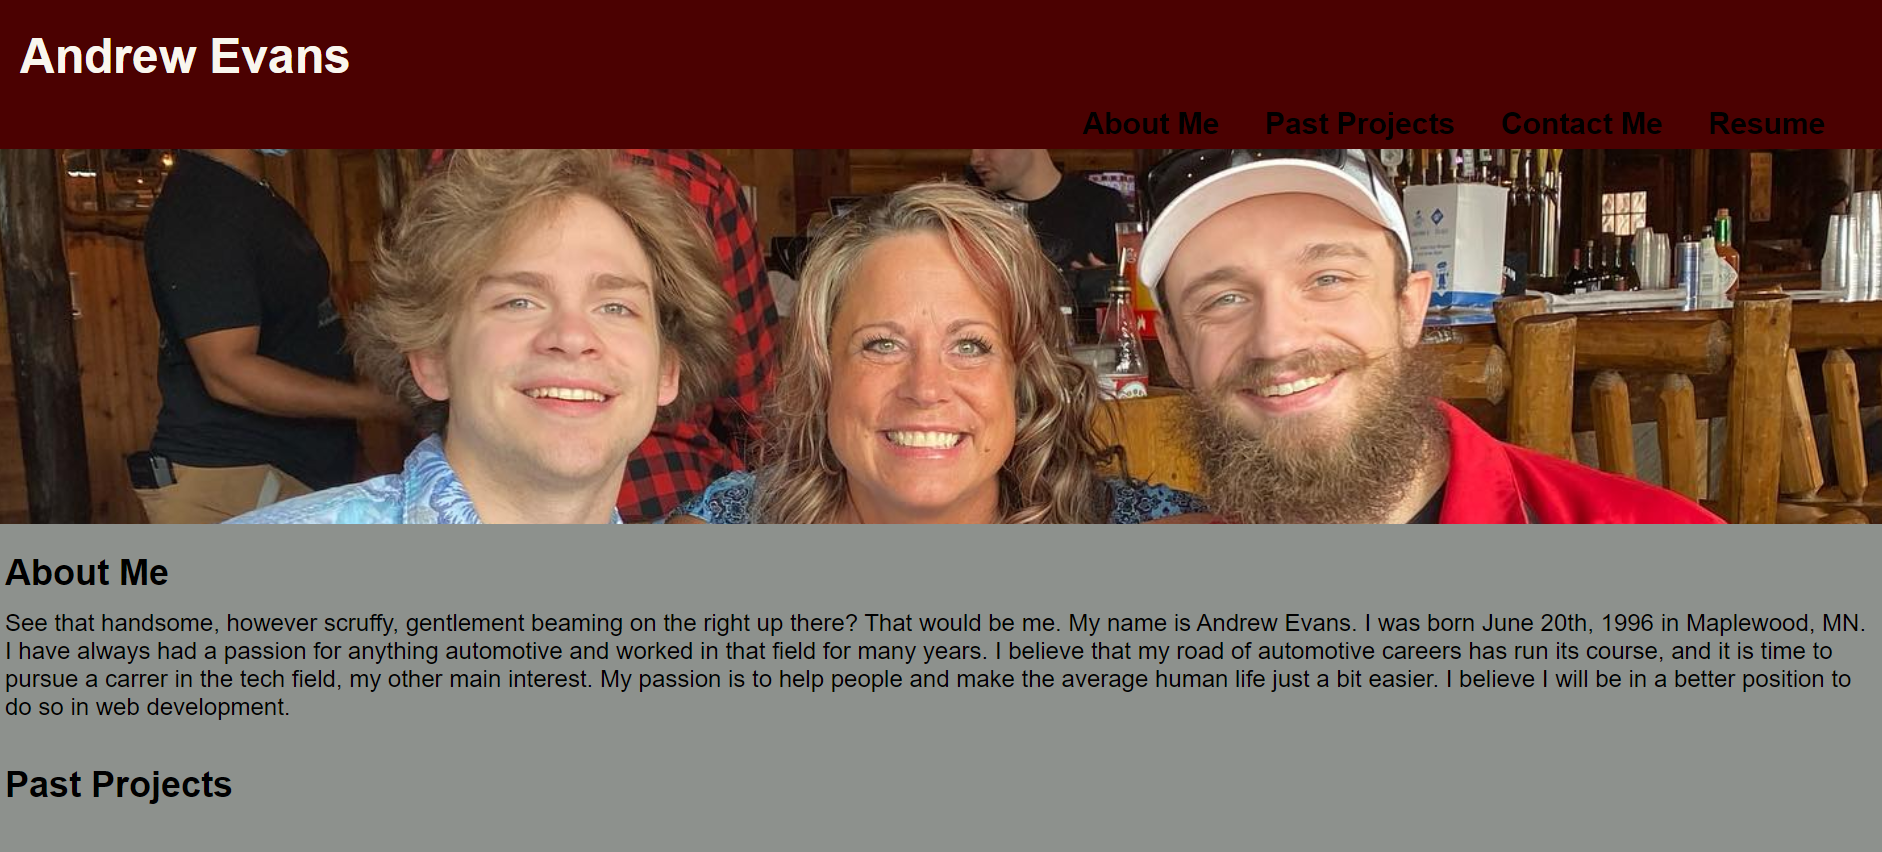 Andrew Evans
About Me Past Projects Contact Me Resume
About Me
See that handsome, however scruffy, gentlement beaming on the right up there? That would be me. My name is Andrew Evans. I was born June 20th, 1996 in Maplewood, MN.
I have always had a passion for anything automotive and worked in that field for many years. I believe that my road of automotive careers has run its course, and it is time to
pursue a carrer in the tech field, my other main interest. My passion is to help people and make the average human life just a bit easier. I believe I will be in a better position to
do so in web development.
Past Projects